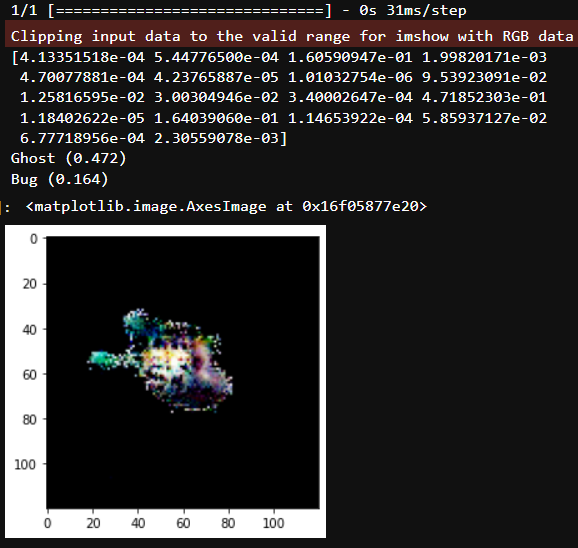 1/1 [==============================] - 0s 31ms/step
Clipping input data to the valid range for imshow with RGB data
[4.13351518e-04 5.44776500e-04 1.60590947e-01 1.99820171e-03
4.70077881e-04 4.23765887e-05 1.01032754e-06 9.53923091e-02
1.25816595e-02 3.00304946e-02 3.40002647e-04 4.71852303e-01
1.18402622e-05 1.64039060e-01 1.14653922e-04 5.85937127e-02
6.77718956e-04 2.30559078e-03]
Ghost (0.472)
Bug (0.164)
]: <matplotlib.image.AxesImage at 0x16f05877e20>
0
20
40
60
80
100
0 20 40 60 80 100